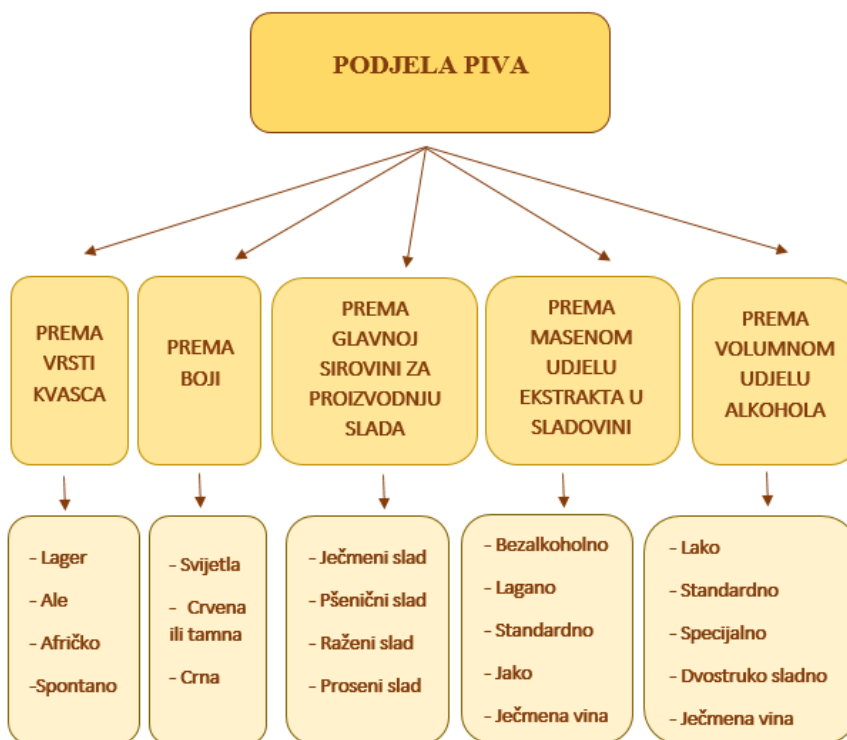 PODJELA PIVA
PREMA
VRSTI
KVASCA
PREMA
BOJI
PREMA
GLAVNOJ
SIROVINI ZA
PROIZVODNJU
SLADA
PREMA
MASENOM
UDJELU
EKSTRAKTA U
SLADOVINI
PREMA
VOLUMNOM
UDJELU
ALKOHOLA
- Lager
- Ale
- Afričko
-Spontano
- Svijetla
- Crvena
ili tamna
- Crna
- Ječmeni slad
- Pšenični slad
- Raženi slad
- Proseni slad
- Bezalkoholno
- Lagano
- Standardno
- Jako
- Ječmena vina
- Lako
- Standardno
- Specijalno
- Dvostruko sladno
- Ječmena vina